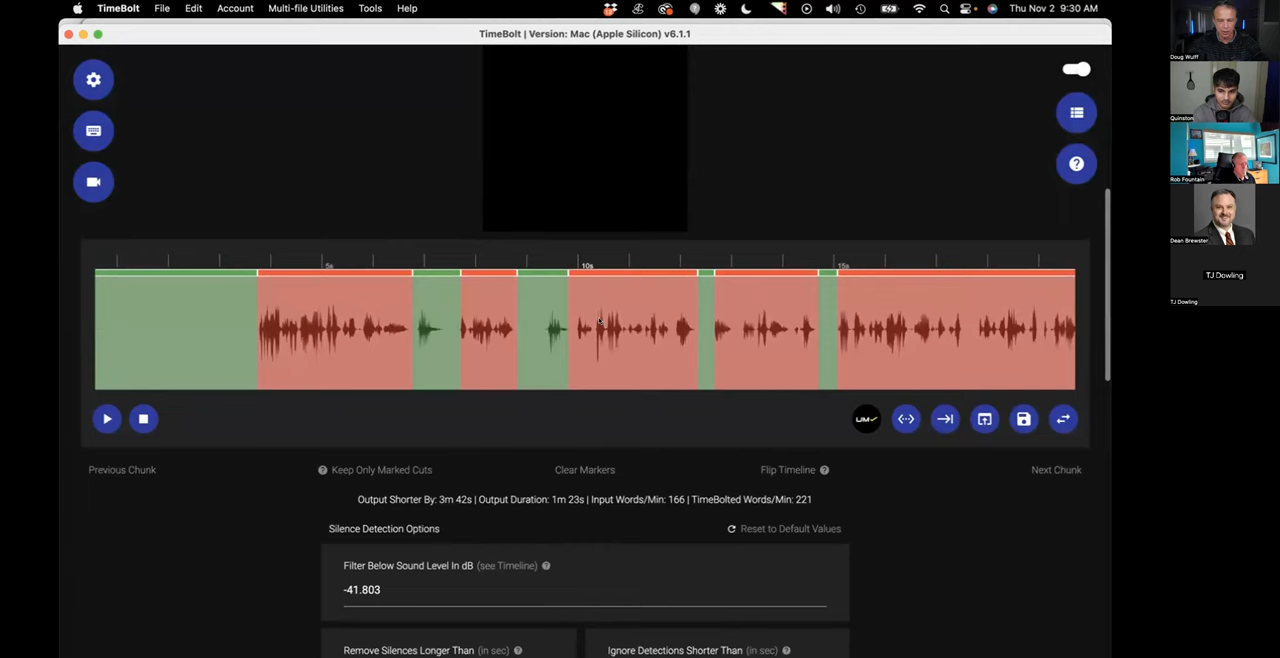 TimeBolt File Edit Account Multi-file Utilities Tools Help Thu Nov 2 9:30 AM
TimeBolt | Version: Mac (Apple Silicon) v6.1.1
Doug Wulff
Quinston
Rob Fountain
Dean Brewster
TJ Dowling
TJ Dowling
5s 10s 15s
UM
Previous Chunk Keep Only Marked Cuts Clear Markers Flip Timeline Next Chunk
Output Shorter By: 3m 42s | Output Duration: 1m 23s | Input Words/Min: 166 | TimeBolted Words/Min: 221
Silence Detection Options Reset to Default Values
Filter Below Sound Level In dB (see Timeline)
-41.803
Remove Silences Longer Than (in sec) Ignore Detections Shorter Than (in sec)